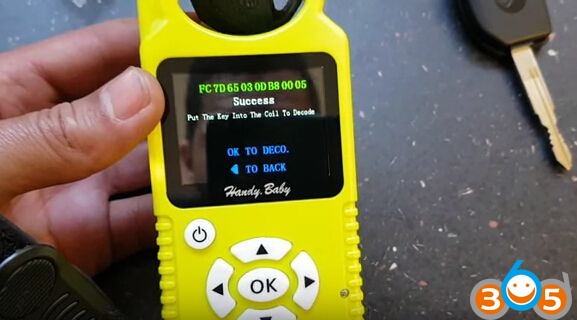 FC 7D 65 03 0D B8 00 05
Success
Put The Key Into The Coil To Decode
OK TO DECO.
◀ TO BACK
Handy.Baby
OK
365